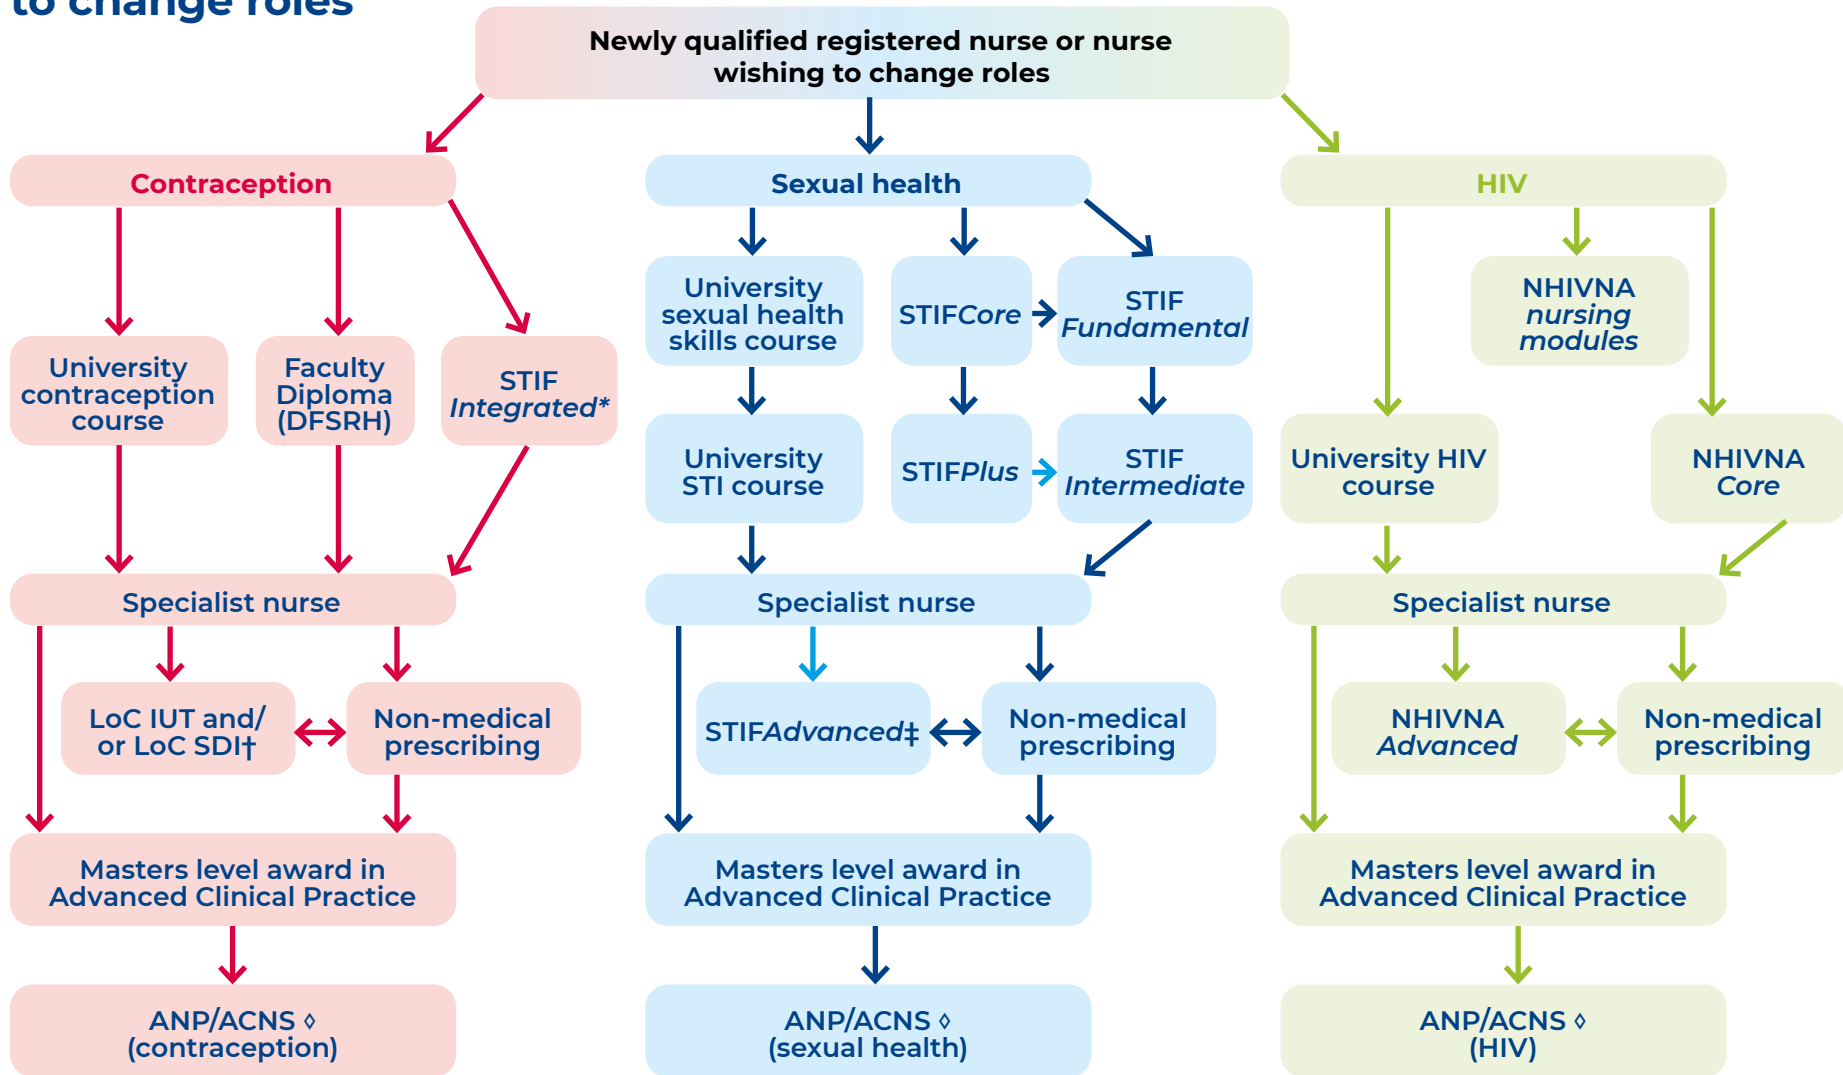 to change roles
Newly qualified registered nurse or nurse
wishing to change roles
Contraception
University
contraception
course
Faculty
Diploma
(DFSRH)
STIF
Integrated*
Specialist nurse
LoC IUT and/
or LoC SDI†
Non-medical
prescribing
Masters level award in
Advanced Clinical Practice
ANP/ACNS ◊
(contraception)
Sexual health
University
sexual health
skills course
STIFCore
STIF
Fundamental
University
STI course
STIFPlus
STIF
Intermediate
Specialist nurse
STIFAdvanced‡
Non-medical
prescribing
Masters level award in
Advanced Clinical Practice
ANP/ACNS ◊
(sexual health)
HIV
NHIVNA
nursing
modules
University HIV
course
NHIVNA
Core
Specialist nurse
NHIVNA
Advanced
Non-medical
prescribing
Masters level award in
Advanced Clinical Practice
ANP/ACNS ◊
(HIV)